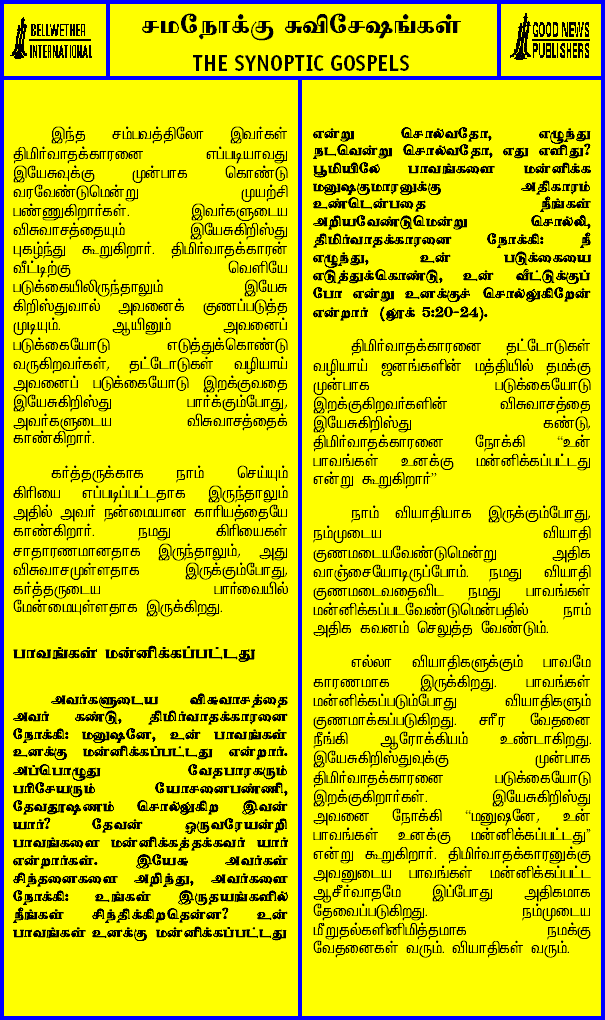 BELLWETHER
INTERNATIONAL
சமநோக்கு சுவிசேஷங்கள்
THE SYNOPTIC GOSPELS
GOOD NEWS
PUBLISHERS
இந்த சம்பவத்திலோ இவர்கள்
திமிர்வாதக்காரனை எப்படியாவது
இயேசுவுக்கு முன்பாக கொண்டு
வரவேண்டுமென்று முயற்சி
பண்ணுகிறார்கள். இவர்களுடைய
விசுவாசத்தையும் இயேசுகிறிஸ்து
புகழ்ந்து கூறுகிறார். திமிர்வாதக்காரன்
வீட்டிற்கு வெளியே
படுக்கையிலிருந்தாலும் இயேசு
கிறிஸ்துவால் அவனைக் குணப்படுத்த
முடியும். ஆயினும் அவனைப்
படுக்கையோடு எடுத்துக்கொண்டு
வருகிறவர்கள், தட்டோடுகள் வழியாய்
அவனைப் படுக்கையோடு இறக்குவதை
இயேசுகிறிஸ்து பார்க்கும்போது,
அவர்களுடைய விசுவாசத்தைக்
காண்கிறார்.
கர்த்தருக்காக நாம் செய்யும்
கிரியை எப்படிப்பட்டதாக இருந்தாலும்
அதில் அவர் நன்மையான காரியத்தையே
காண்கிறார். நமது கிரியைகள்
சாதாரணமானதாக இருந்தாலும், அது
விசுவாசமுள்ளதாக இருக்கும்போது,
கர்த்தருடைய பார்வையில்
மேன்மையுள்ளதாக இருக்கிறது.
பாவங்கள் மன்னிக்கப்பட்டது
அவர்களுடைய விசுவாசத்தை
அவர் கண்டு, திமிர்வாதக்காரனை
நோக்கி: மனுஷனே, உன் பாவங்கள்
உனக்கு மன்னிக்கப்பட்டது என்றார்.
அப்பொழுது வேதபாரகரும்
பரிசேயரும் யோசனைபண்ணி,
தேவதூஷணம் சொல்லுகிற இவன்
யார்? தேவன் ஒருவரேயன்றி
பாவங்களை மன்னிக்கத்தக்கவர் யார்
என்றார்கள். இயேசு அவர்கள்
சிந்தனைகளை அறிந்து, அவர்களை
நோக்கி: உங்கள் இருதயங்களில்
நீங்கள் சிந்திக்கிறதென்ன? உன்
பாவங்கள் உனக்கு மன்னிக்கப்பட்டது
என்று சொல்வதோ, எழுந்து
நடவென்று சொல்வதோ, எது எளிது?
பூமியிலே பாவங்களை மன்னிக்க
மனுஷகுமாரனுக்கு அதிகாரம்
உண்டென்பதை நீங்கள்
அறியவேண்டுமென்று சொல்லி,
திமிர்வாதக்காரனை நோக்கி: நீ
எழுந்து, உன் படுக்கையை
எடுத்துக்கொண்டு, உன் வீட்டுக்குப்
போ என்று உனக்குச் சொல்லுகிறேன்
என்றார் (லூக் 5:20-24).
திமிர்வாதக்காரனை தட்டோடுகள்
வழியாய் ஜனங்களின் மத்தியில் தமக்கு
முன்பாக படுக்கையோடு
இறக்குகிறவர்களின் விசுவாசத்தை
இயேசுகிறிஸ்து கண்டு,
திமிர்வாதக்காரனை நோக்கி “உன்
பாவங்கள் உனக்கு மன்னிக்கப்பட்டது
என்று கூறுகிறார்”
நாம் வியாதியாக இருக்கும்போது,
நம்முடைய வியாதி
குணமடையவேண்டுமென்று அதிக
வாஞ்சையோடிருப்போம். நமது வியாதி
குணமடைவதைவிட நமது பாவங்கள்
மன்னிக்கப்படவேண்டுமென்பதில் நாம்
அதிக கவனம் செலுத்த வேண்டும்.
எல்லா வியாதிகளுக்கும் பாவமே
காரணமாக இருக்கிறது. பாவங்கள்
மன்னிக்கப்படும்போது வியாதிகளும்
குணமாக்கப்படுகிறது. சரீர வேதனை
நீங்கி ஆரோக்கியம் உண்டாகிறது.
இயேசுகிறிஸ்துவுக்கு முன்பாக
திமிர்வாதக்காரனை படுக்கையோடு
இறக்குகிறார்கள். இயேசுகிறிஸ்து
அவனை நோக்கி “மனுஷனே, உன்
பாவங்கள் உனக்கு மன்னிக்கப்பட்டது”
என்று கூறுகிறார். திமிர்வாதக்காரனுக்கு
அவனுடைய பாவங்கள் மன்னிக்கப்பட்ட
ஆசீர்வாதமே இப்போது அதிகமாக
தேவைப்படுகிறது. நம்முடைய
மீறுதல்களினிமித்தமாக நமக்கு
வேதனைகள் வரும். வியாதிகள் வரும்.